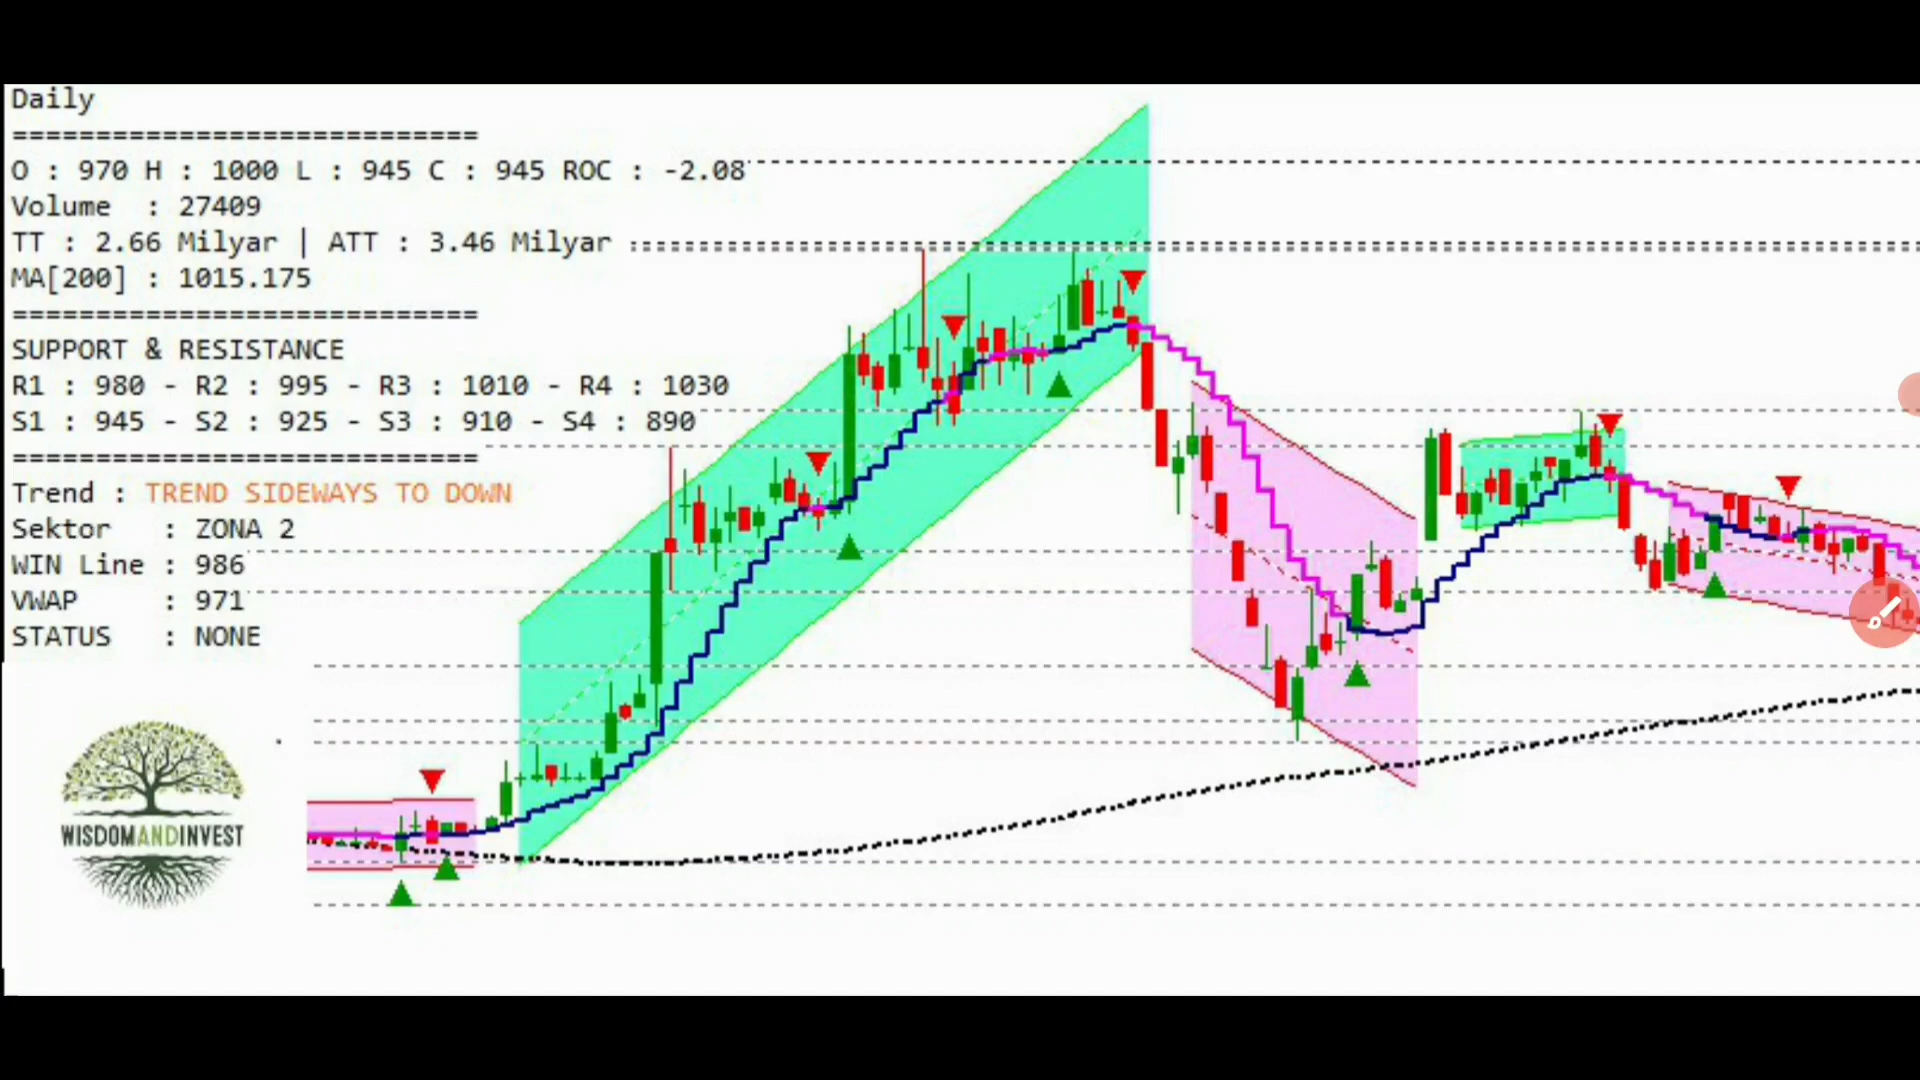 Daily
============================
O : 970 H : 1000 L : 945 C : 945 ROC : -2.08
Volume : 27409
TT : 2.66 Milyar | ATT : 3.46 Milyar
MA[200] : 1015.175
============================
SUPPORT & RESISTANCE
R1 : 980 - R2 : 995 - R3 : 1010 - R4 : 1030
S1 : 945 - S2 : 925 - S3 : 910 - S4 : 890
============================
Trend : TREND SIDEWAYS TO DOWN
Sektor : ZONA 2
WIN Line : 986
VWAP : 971
STATUS : NONE
WISDOMANDINVEST